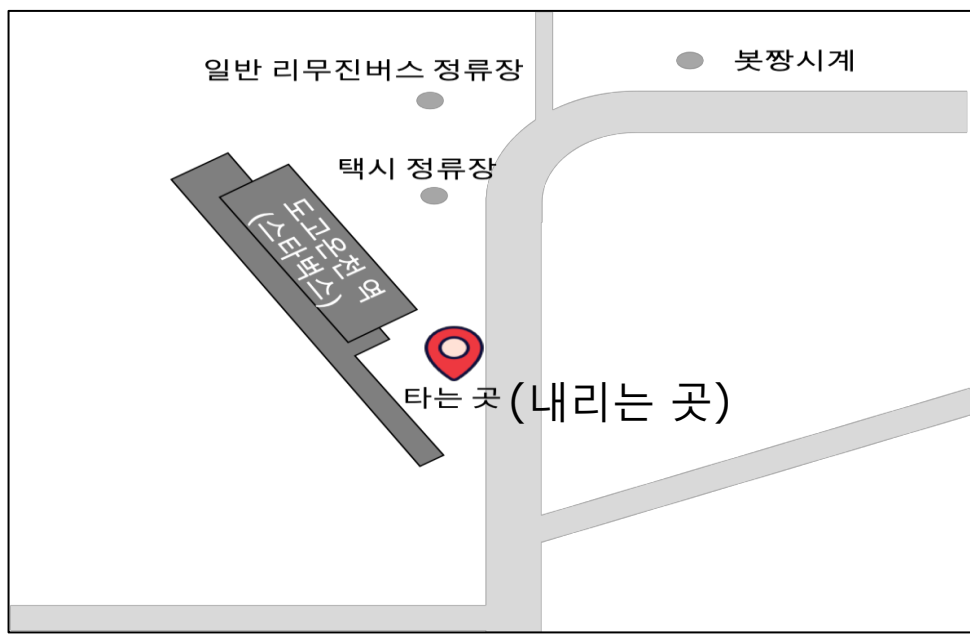 일반 리무진버스 정류장
봇짱시계
택시 정류장
도고온천 역
(스타벅스)
타는 곳 (내리는 곳)